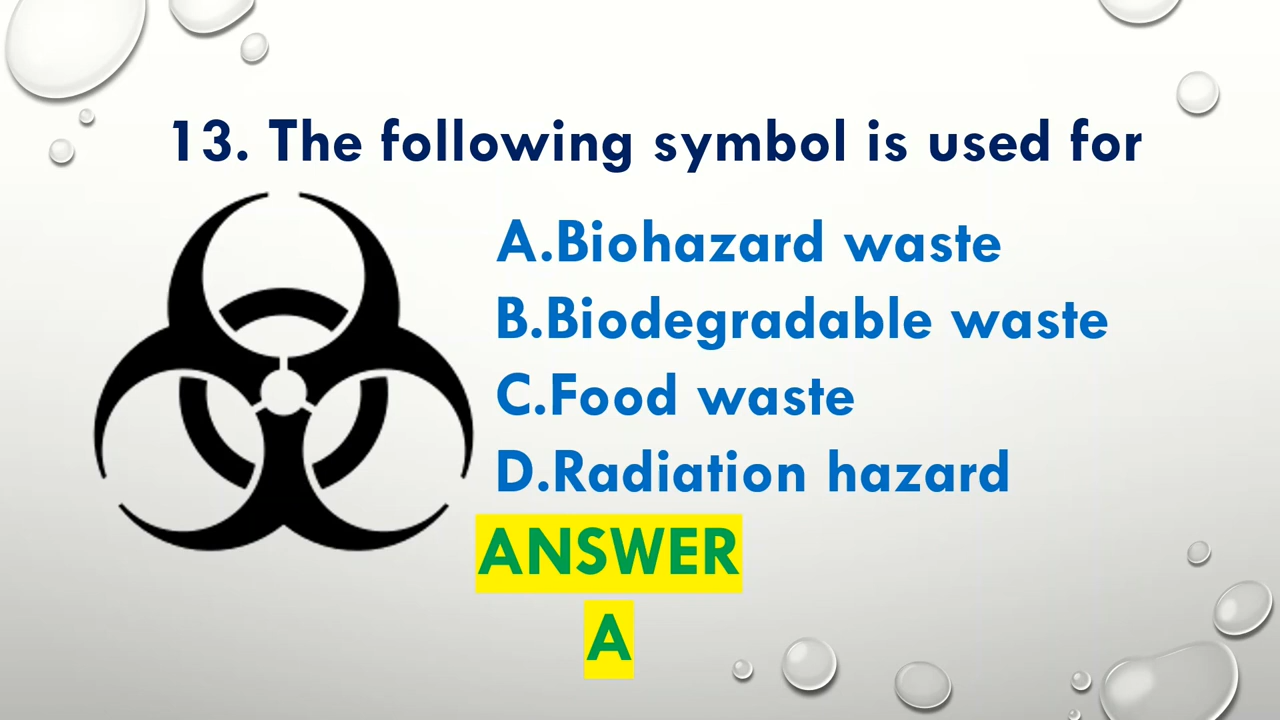 13. The following symbol is used for
A.Biohazard waste
B.Biodegradable waste
C.Food waste
D.Radiation hazard
ANSWER
A